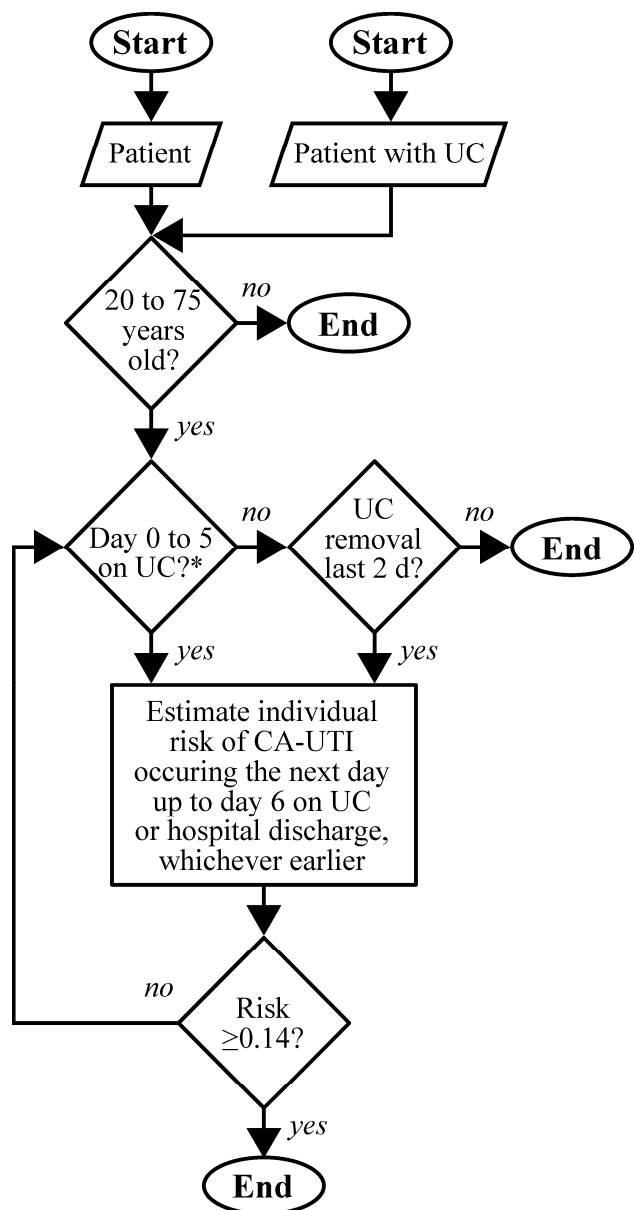 Start
Start
Patient
Patient with UC
20 to 75
years
old?
no
End
yes
Day 0 to 5
on UC?*
no
UC
removal
last 2 d?
no
End
yes
yes
Estimate individual
risk of CA-UTI
occuring the next day
up to day 6 on UC
or hospital discharge,
whichever earlier
no
Risk
≥0.14?
yes
End